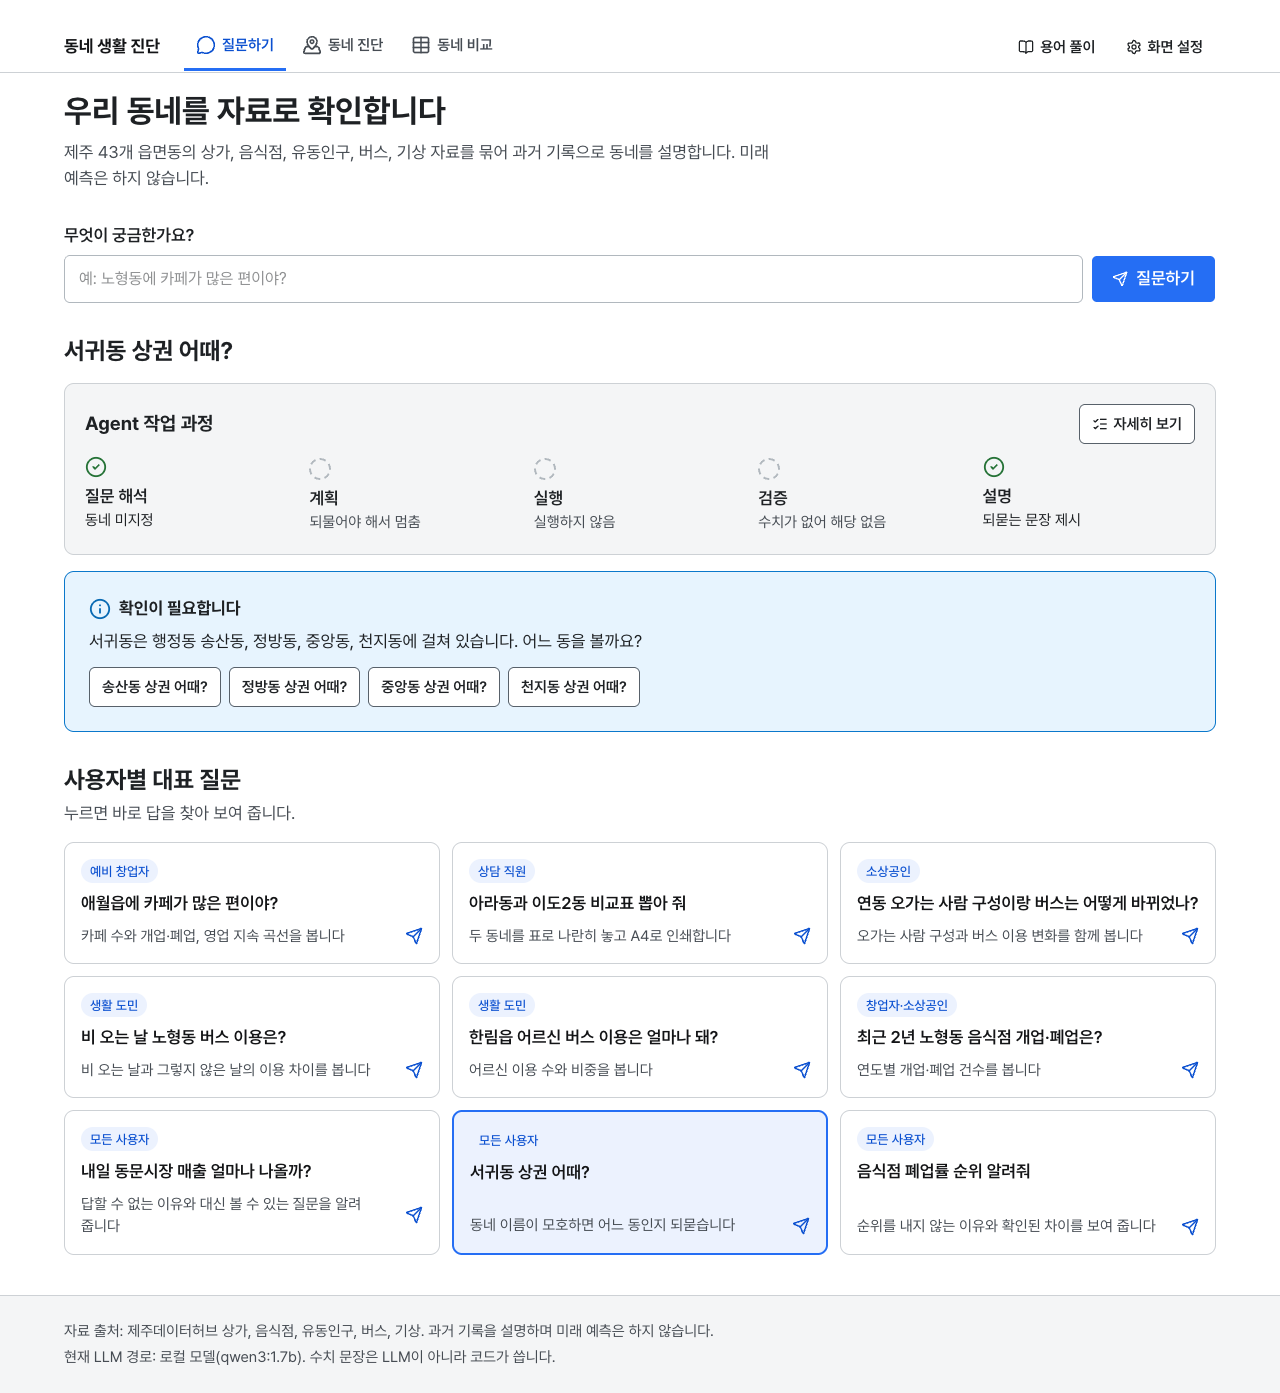 동네 생활 진단
질문하기
동네 진단
동네 비교
용어 풀이
화면 설정
우리 동네를 자료로 확인합니다
제주 43개 읍면동의 상가, 음식점, 유동인구, 버스, 기상 자료를 묶어 과거 기록으로 동네를 설명합니다. 미래
예측은 하지 않습니다.
무엇이 궁금한가요?
예: 노형동에 카페가 많은 편이야?
질문하기
서귀동 상권 어때?
Agent 작업 과정
자세히 보기
질문 해석
동네 미지정
계획
되물어야 해서 멈춤
실행
실행하지 않음
검증
수치가 없어 해당 없음
설명
되묻는 문장 제시
확인이 필요합니다
서귀동은 행정동 송산동, 정방동, 중앙동, 천지동에 걸쳐 있습니다. 어느 동을 볼까요?
송산동 상권 어때?
정방동 상권 어때?
중앙동 상권 어때?
천지동 상권 어때?
사용자별 대표 질문
누르면 바로 답을 찾아 보여 줍니다.
예비 창업자
애월읍에 카페가 많은 편이야?
카페 수와 개업·폐업, 영업 지속 곡선을 봅니다
상담 직원
아라동과 이도2동 비교표 뽑아 줘
두 동네를 표로 나란히 놓고 A4로 인쇄합니다
소상공인
연동 오가는 사람 구성이랑 버스는 어떻게 바뀌었나?
오가는 사람 구성과 버스 이용 변화를 함께 봅니다
생활 도민
비 오는 날 노형동 버스 이용은?
비 오는 날과 그렇지 않은 날의 이용 차이를 봅니다
생활 도민
한림읍 어르신 버스 이용은 얼마나 돼?
어르신 이용 수와 비중을 봅니다
창업자·소상공인
최근 2년 노형동 음식점 개업·폐업은?
연도별 개업·폐업 건수를 봅니다
모든 사용자
내일 동문시장 매출 얼마나 나올까?
답할 수 없는 이유와 대신 볼 수 있는 질문을 알려
줍니다
모든 사용자
서귀동 상권 어때?
동네 이름이 모호하면 어느 동인지 되묻습니다
모든 사용자
음식점 폐업률 순위 알려줘
순위를 내지 않는 이유와 확인된 차이를 보여 줍니다
자료 출처: 제주데이터허브 상가, 음식점, 유동인구, 버스, 기상. 과거 기록을 설명하며 미래 예측은 하지 않습니다.
현재 LLM 경로: 로컬 모델(qwen3:1.7b). 수치 문장은 LLM이 아니라 코드가 씁니다.